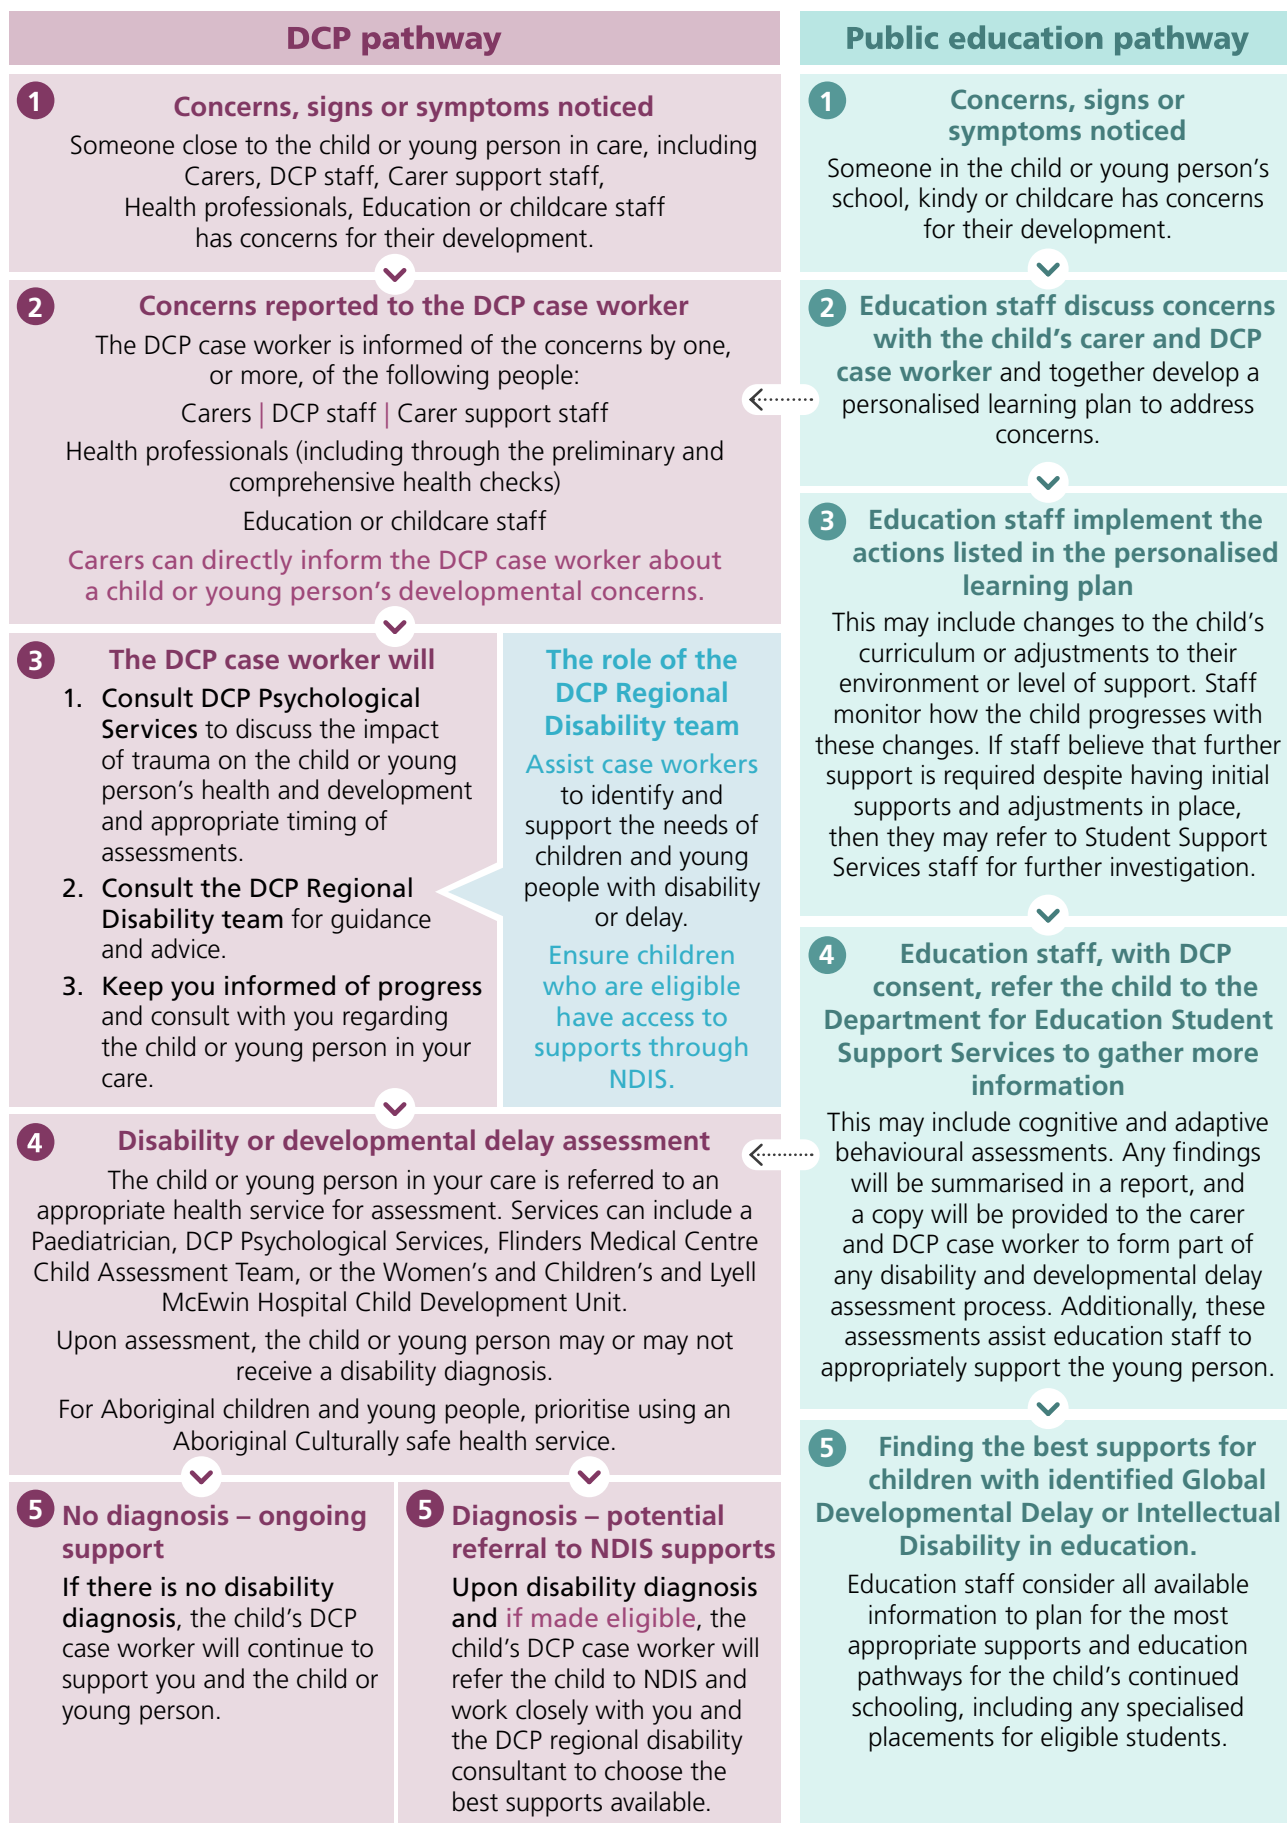 DCP pathway
1
Concerns, signs or symptoms noticed
Someone close to the child or young person in care, including
Carers, DCP staff, Carer support staff,
Health professionals, Education or childcare staff
has concerns for their development.
2
Concerns reported to the DCP case worker
The DCP case worker is informed of the concerns by one,
or more, of the following people:
Carers | DCP staff | Carer support staff
Health professionals (including through the preliminary and
comprehensive health checks)
Education or childcare staff
Carers can directly inform the DCP case worker about
a child or young person's developmental concerns.
3
The DCP case worker will
1. Consult DCP Psychological
Services to discuss the impact
of trauma on the child or young
person's health and development
and appropriate timing of
assessments.
2. Consult the DCP Regional
Disability team for guidance
and advice.
3. Keep you informed of progress
and consult with you regarding
the child or young person in your
care.
The role of the
DCP Regional
Disability team
Assist case workers
to identify and
support the needs of
children and young
people with disability
or delay.
Ensure children
who are eligible
have access to
supports through
NDIS.
4
Disability or developmental delay assessment
The child or young person in your care is referred to an
appropriate health service for assessment. Services can include a
Paediatrician, DCP Psychological Services, Flinders Medical Centre
Child Assessment Team, or the Women's and Children's and Lyell
McEwin Hospital Child Development Unit.
Upon assessment, the child or young person may or may not
receive a disability diagnosis.
For Aboriginal children and young people, prioritise using an
Aboriginal Culturally safe health service.
5
No diagnosis – ongoing
support
If there is no disability
diagnosis, the child's DCP
case worker will continue to
support you and the child or
young person.
5
Diagnosis – potential
referral to NDIS supports
Upon disability diagnosis
and if made eligible, the
child's DCP case worker will
refer the child to NDIS and
work closely with you and
the DCP regional disability
consultant to choose the
best supports available.
Public education pathway
1
Concerns, signs or
symptoms noticed
Someone in the child or young person's
school, kindy or childcare has concerns
for their development.
2
Education staff discuss concerns
with the child's carer and DCP
case worker and together develop a
personalised learning plan to address
concerns.
3
Education staff implement the
actions listed in the personalised
learning plan
This may include changes to the child's
curriculum or adjustments to their
environment or level of support. Staff
monitor how the child progresses with
these changes. If staff believe that further
support is required despite having initial
supports and adjustments in place,
then they may refer to Student Support
Services staff for further investigation.
4
Education staff, with DCP
consent, refer the child to the
Department for Education Student
Support Services to gather more
information
This may include cognitive and adaptive
behavioural assessments. Any findings
will be summarised in a report, and
a copy will be provided to the carer
and DCP case worker to form part of
any disability and developmental delay
assessment process. Additionally, these
assessments assist education staff to
appropriately support the young person.
5
Finding the best supports for
children with identified Global
Developmental Delay or Intellectual
Disability in education.
Education staff consider all available
information to plan for the most
appropriate supports and education
pathways for the child's continued
schooling, including any specialised
placements for eligible students.